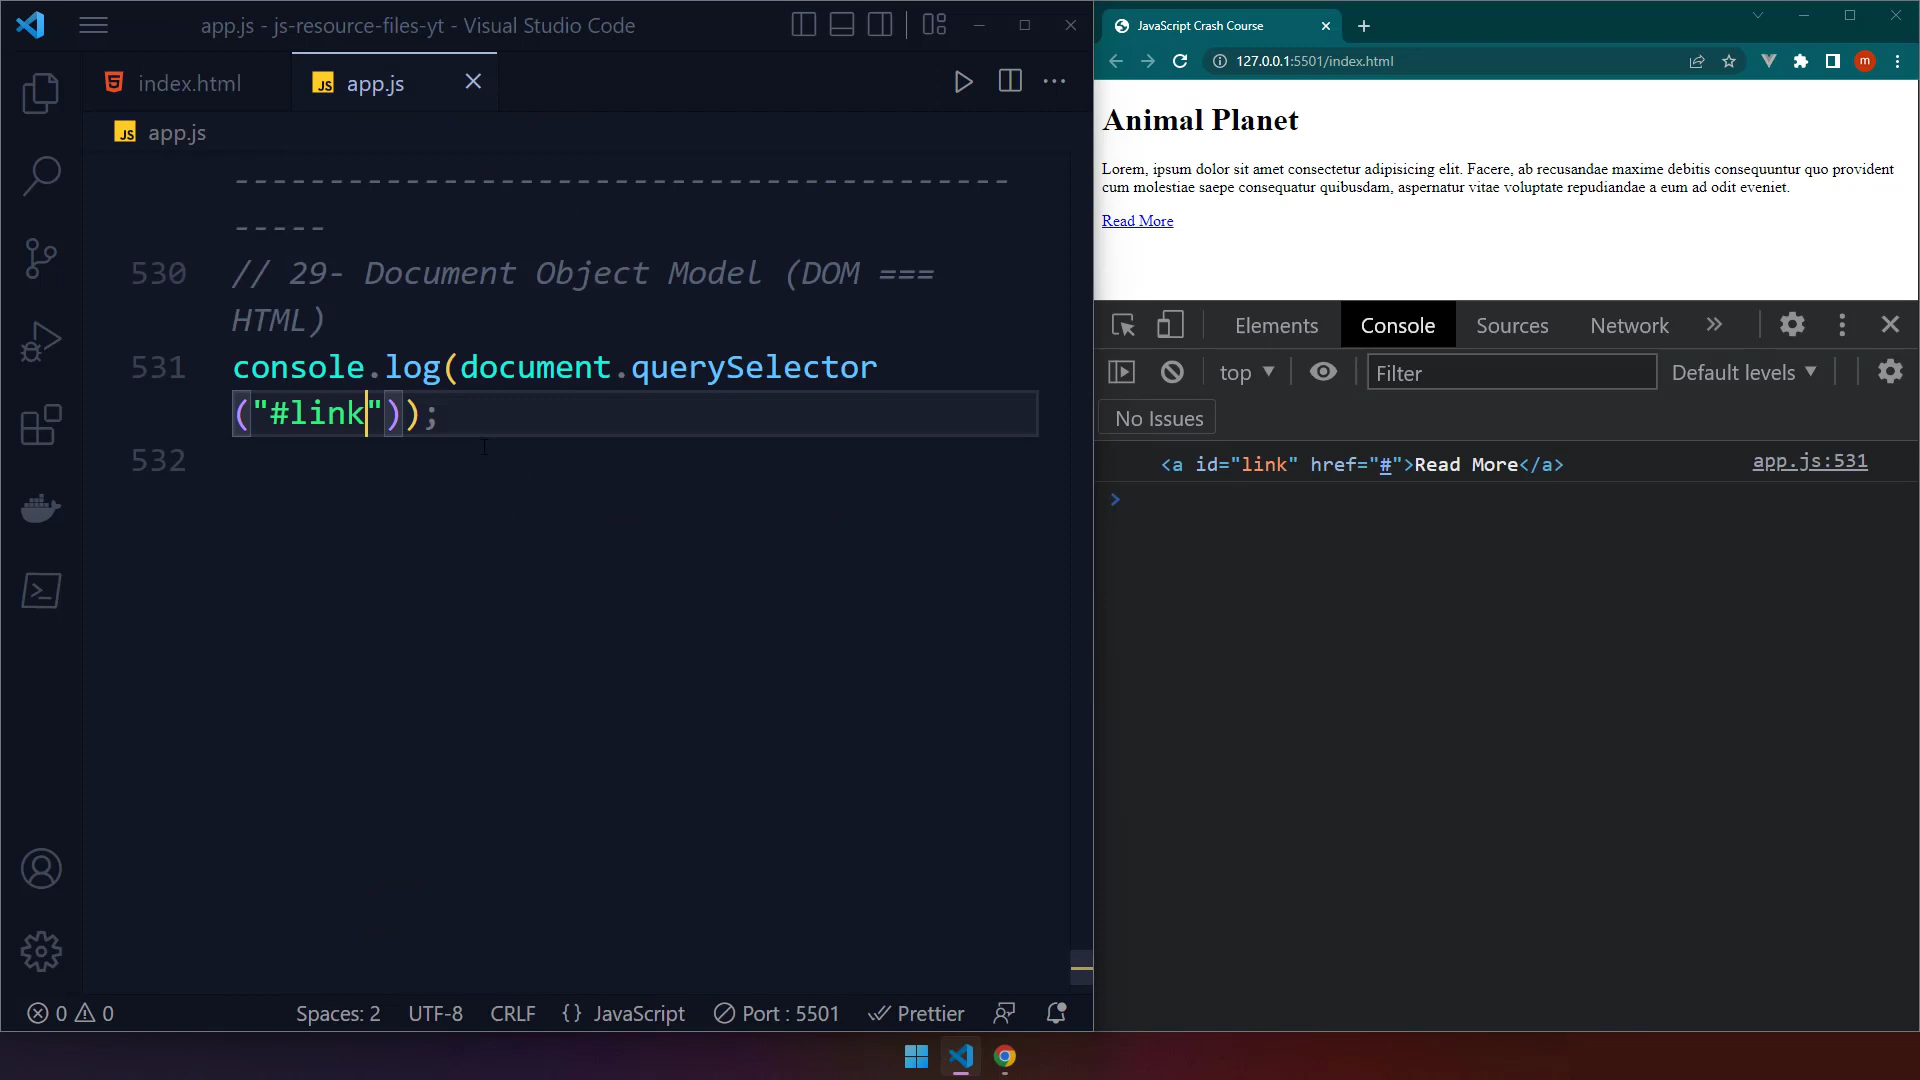 app.js - js-resource-files-yt - Visual Studio Code
index.html
JS app.js
JS app.js
-----------------------------------------
-----
530 // 29- Document Object Model (DOM ===
HTML)
531 console.log(document.querySelector
("#link"));
532
0 0 Spaces: 2 UTF-8 CRLF {} JavaScript Port : 5501 Prettier
JavaScript Crash Course
127.0.0.1:5501/index.html
m
Animal Planet
Lorem, ipsum dolor sit amet consectetur adipisicing elit. Facere, ab recusandae maxime debitis consequuntur quo provident
cum molestiae saepe consequatur quibusdam, aspernatur vitae voluptate repudiandae a eum ad odit eveniet.
Read More
Elements Console Sources Network »
top Filter Default levels
No Issues
<a id="link" href="#">Read More</a> app.js:531
>